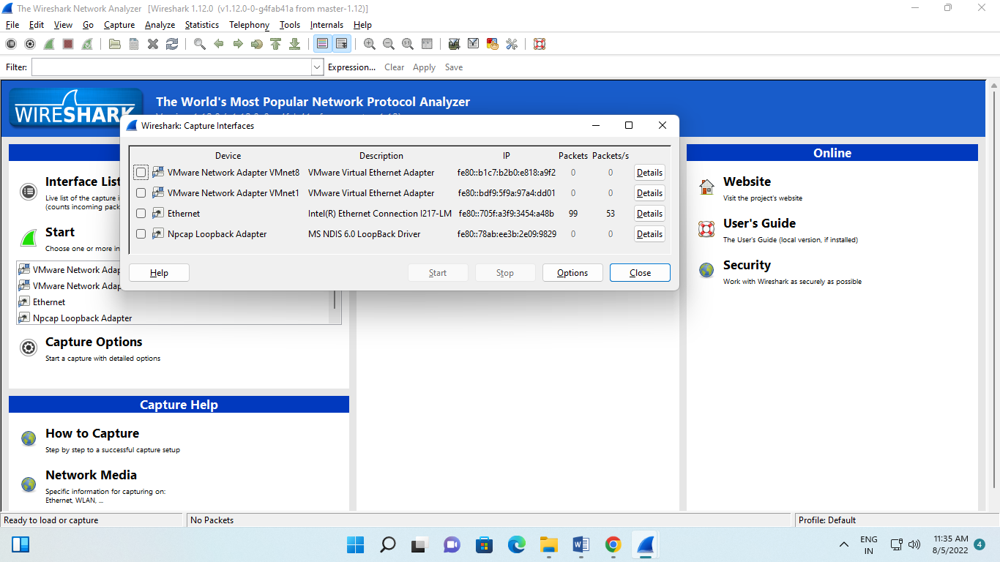 The Wireshark Network Analyzer [Wireshark 1.12.0 (v1.12.0-0-g4fab41a from master-1.12)]
File Edit View Go Capture Analyze Statistics Telephony Tools Internals Help
Filter: Expression... Clear Apply Save
WIRESHARK
The World's Most Popular Network Protocol Analyzer
Wireshark: Capture Interfaces
Device Description IP Packets Packets/s
VMware Network Adapter VMnet8 VMware Virtual Ethernet Adapter fe80::b1c7:b2b0:e818:a9f2 0 0 Details
VMware Network Adapter VMnet1 VMware Virtual Ethernet Adapter fe80::bdf9:5f9a:97a4:dd01 0 0 Details
Ethernet Intel(R) Ethernet Connection I217-LM fe80::705f:a3f9:3454:a48b 99 53 Details
Npcap Loopback Adapter MS NDIS 6.0 LoopBack Driver fe80::78ab:ee3b:2e09:9829 0 0 Details
Help Start Stop Options Close
Interface List
Live list of the capture i
(counts incoming pack
Start
Choose one or more in
VMware Network Adap
VMware Network Adap
Ethernet
Npcap Loopback Adapter
Capture Options
Start a capture with detailed options
Capture Help
How to Capture
Step by step to a successful capture setup
Network Media
Specific information for capturing on:
Ethernet, WLAN, ...
Online
Website
Visit the project's website
User's Guide
The User's Guide (local version, if installed)
Security
Work with Wireshark as securely as possible
Ready to load or capture No Packets Profile: Default
ENG
IN
11:35 AM
8/5/2022
4